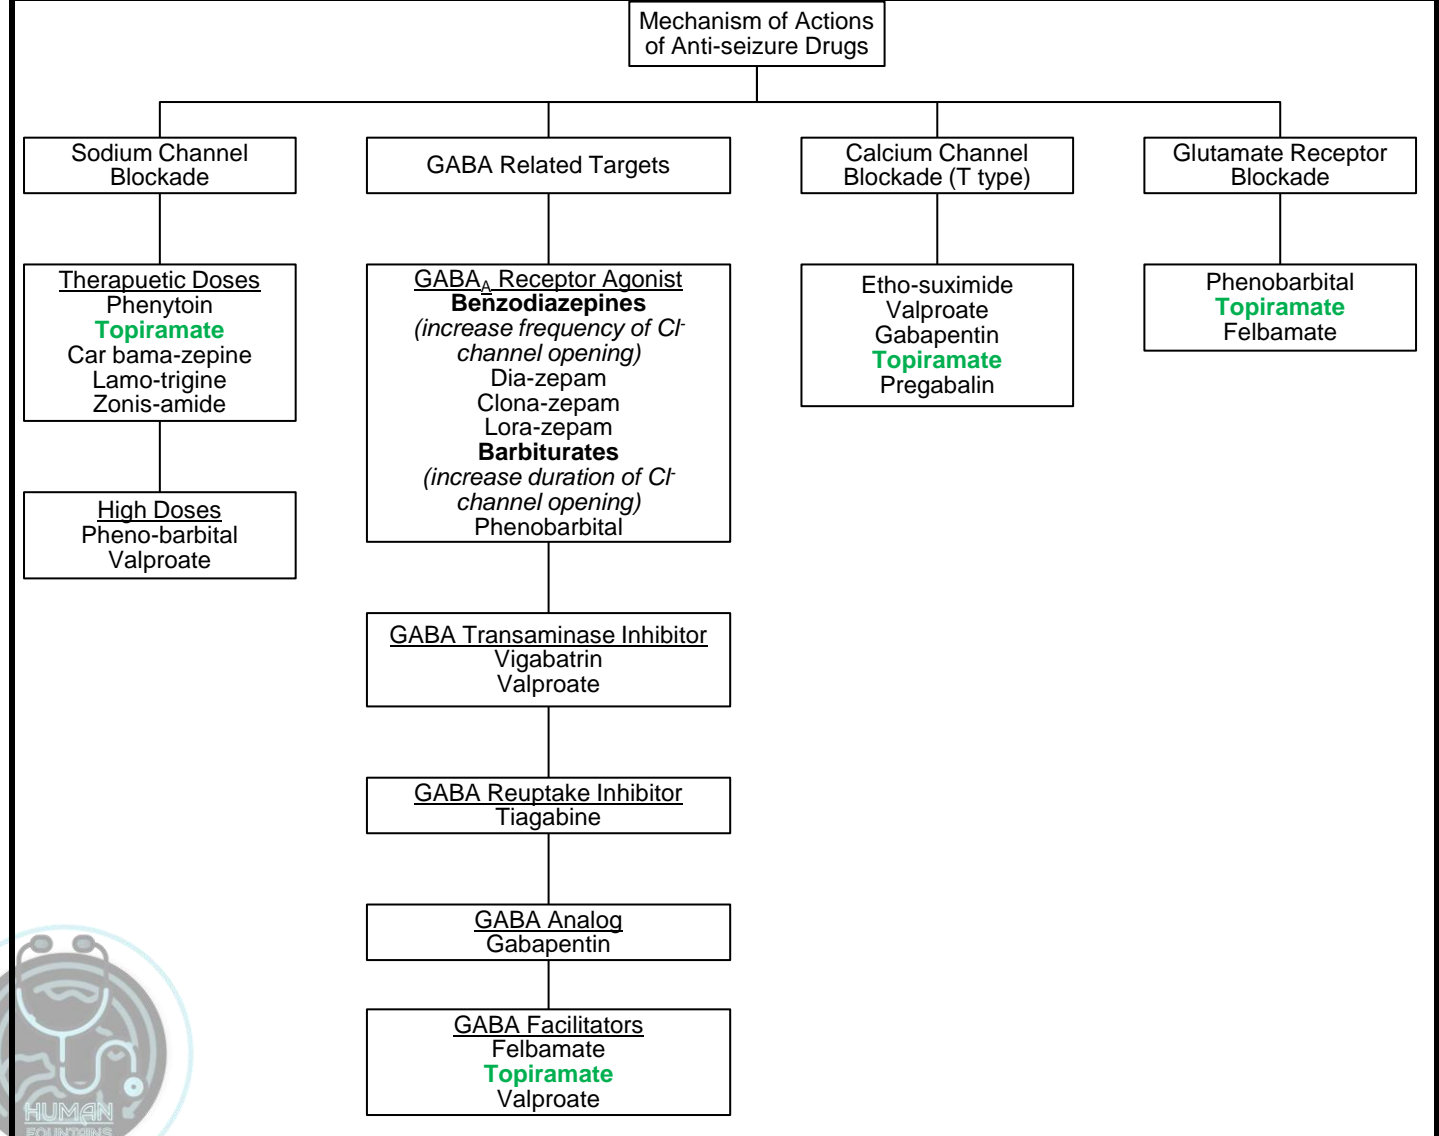 Mechanism of Actions
of Anti-seizure Drugs
Sodium Channel
Blockade
GABA Related Targets
Calcium Channel
Blockade (T type)
Glutamate Receptor
Blockade
Therapuetic Doses
Phenytoin
Topiramate
Car bama-zepine
Lamo-trigine
Zonis-amide
High Doses
Pheno-barbital
Valproate
GABAA Receptor Agonist
Benzodiazepines
(increase frequency of Cl-
channel opening)
Dia-zepam
Clona-zepam
Lora-zepam
Barbiturates
(increase duration of Cl-
channel opening)
Phenobarbital
GABA Transaminase Inhibitor
Vigabatrin
Valproate
GABA Reuptake Inhibitor
Tiagabine
GABA Analog
Gabapentin
GABA Facilitators
Felbamate
Topiramate
Valproate
Etho-suximide
Valproate
Gabapentin
Topiramate
Pregabalin
Phenobarbital
Topiramate
Felbamate
HUMAN
FOUNTAINS